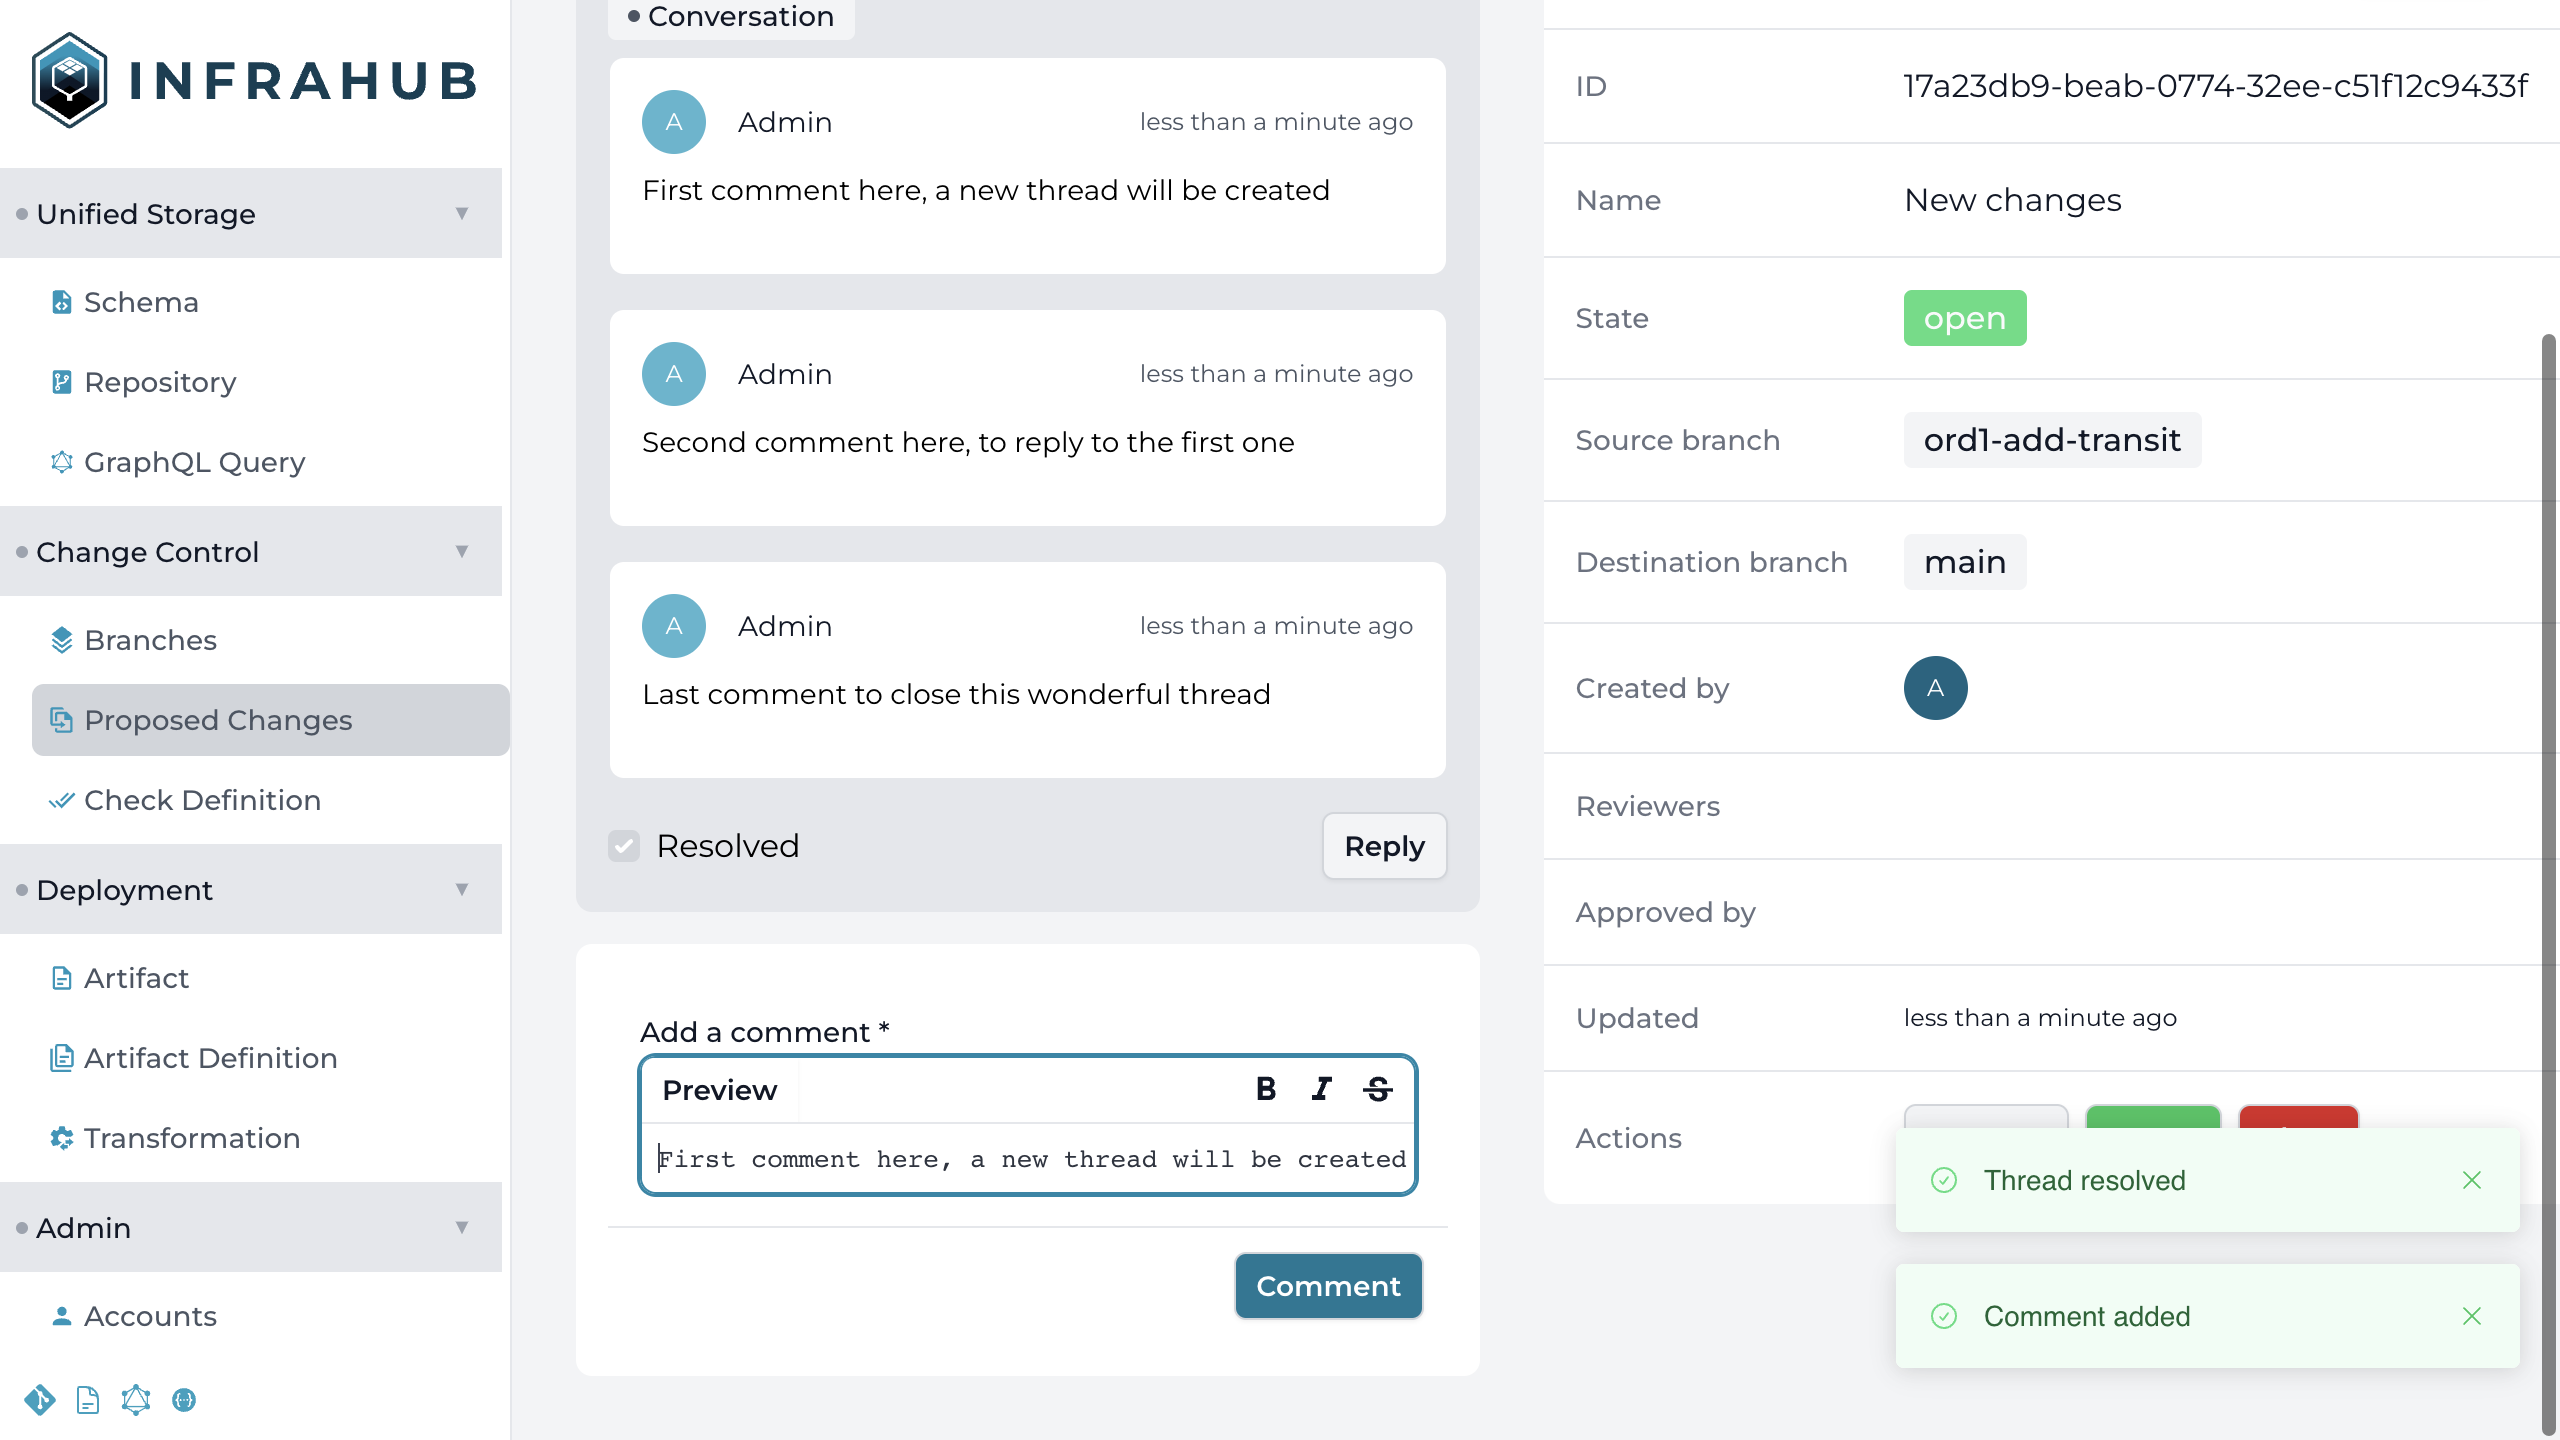 INFRAHUB
Unified Storage
Schema
Repository
GraphQL Query
Change Control
Branches
Proposed Changes
Check Definition
Deployment
Artifact
Artifact Definition
Transformation
Admin
Accounts
Conversation
A Admin less than a minute ago
First comment here, a new thread will be created
A Admin less than a minute ago
Second comment here, to reply to the first one
A Admin less than a minute ago
Last comment to close this wonderful thread
Resolved Reply
Add a comment *
Preview B I S
First comment here, a new thread will be created
Comment
ID 17a23db9-beab-0774-32ee-c51f12c9433f
Name New changes
State open
Source branch ord1-add-transit
Destination branch main
Created by A
Reviewers
Approved by
Updated less than a minute ago
Actions
Thread resolved
Comment added